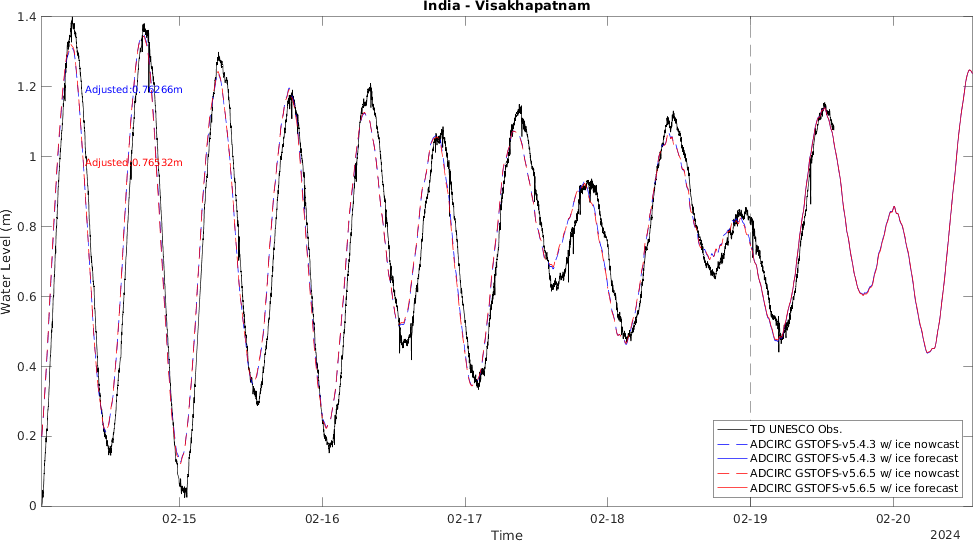 India - Visakhapatnam
1.4
1.2
1
0.8
0.6
0.4
0.2
0
Water Level (m)
Adjusted:0.76266m
Adjusted:0.76532m
TD UNESCO Obs.
ADCIRC GSTOFS-v5.4.3 w/ ice nowcast
ADCIRC GSTOFS-v5.4.3 w/ ice forecast
ADCIRC GSTOFS-v5.6.5 w/ ice nowcast
ADCIRC GSTOFS-v5.6.5 w/ ice forecast
02-15
02-16
02-17
02-18
02-19
02-20
Time
2024